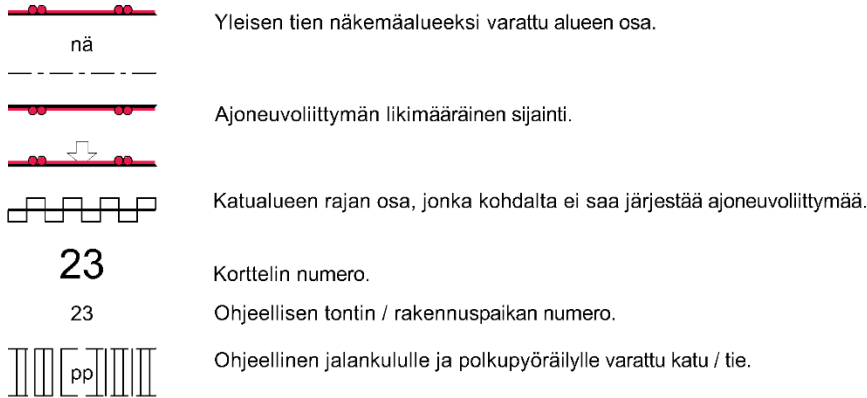 Yleisen tien näkemäalueeksi varattu alueen osa.
nä
Ajoneuvoliittymän likimääräinen sijainti.
Katualueen rajan osa, jonka kohdalta ei saa järjestää ajoneuvoliittymää.
23 Korttelin numero.
23 Ohjeellisen tontin / rakennuspaikan numero.
pp Ohjeellinen jalankululle ja polkupyöräilylle varattu katu / tie.